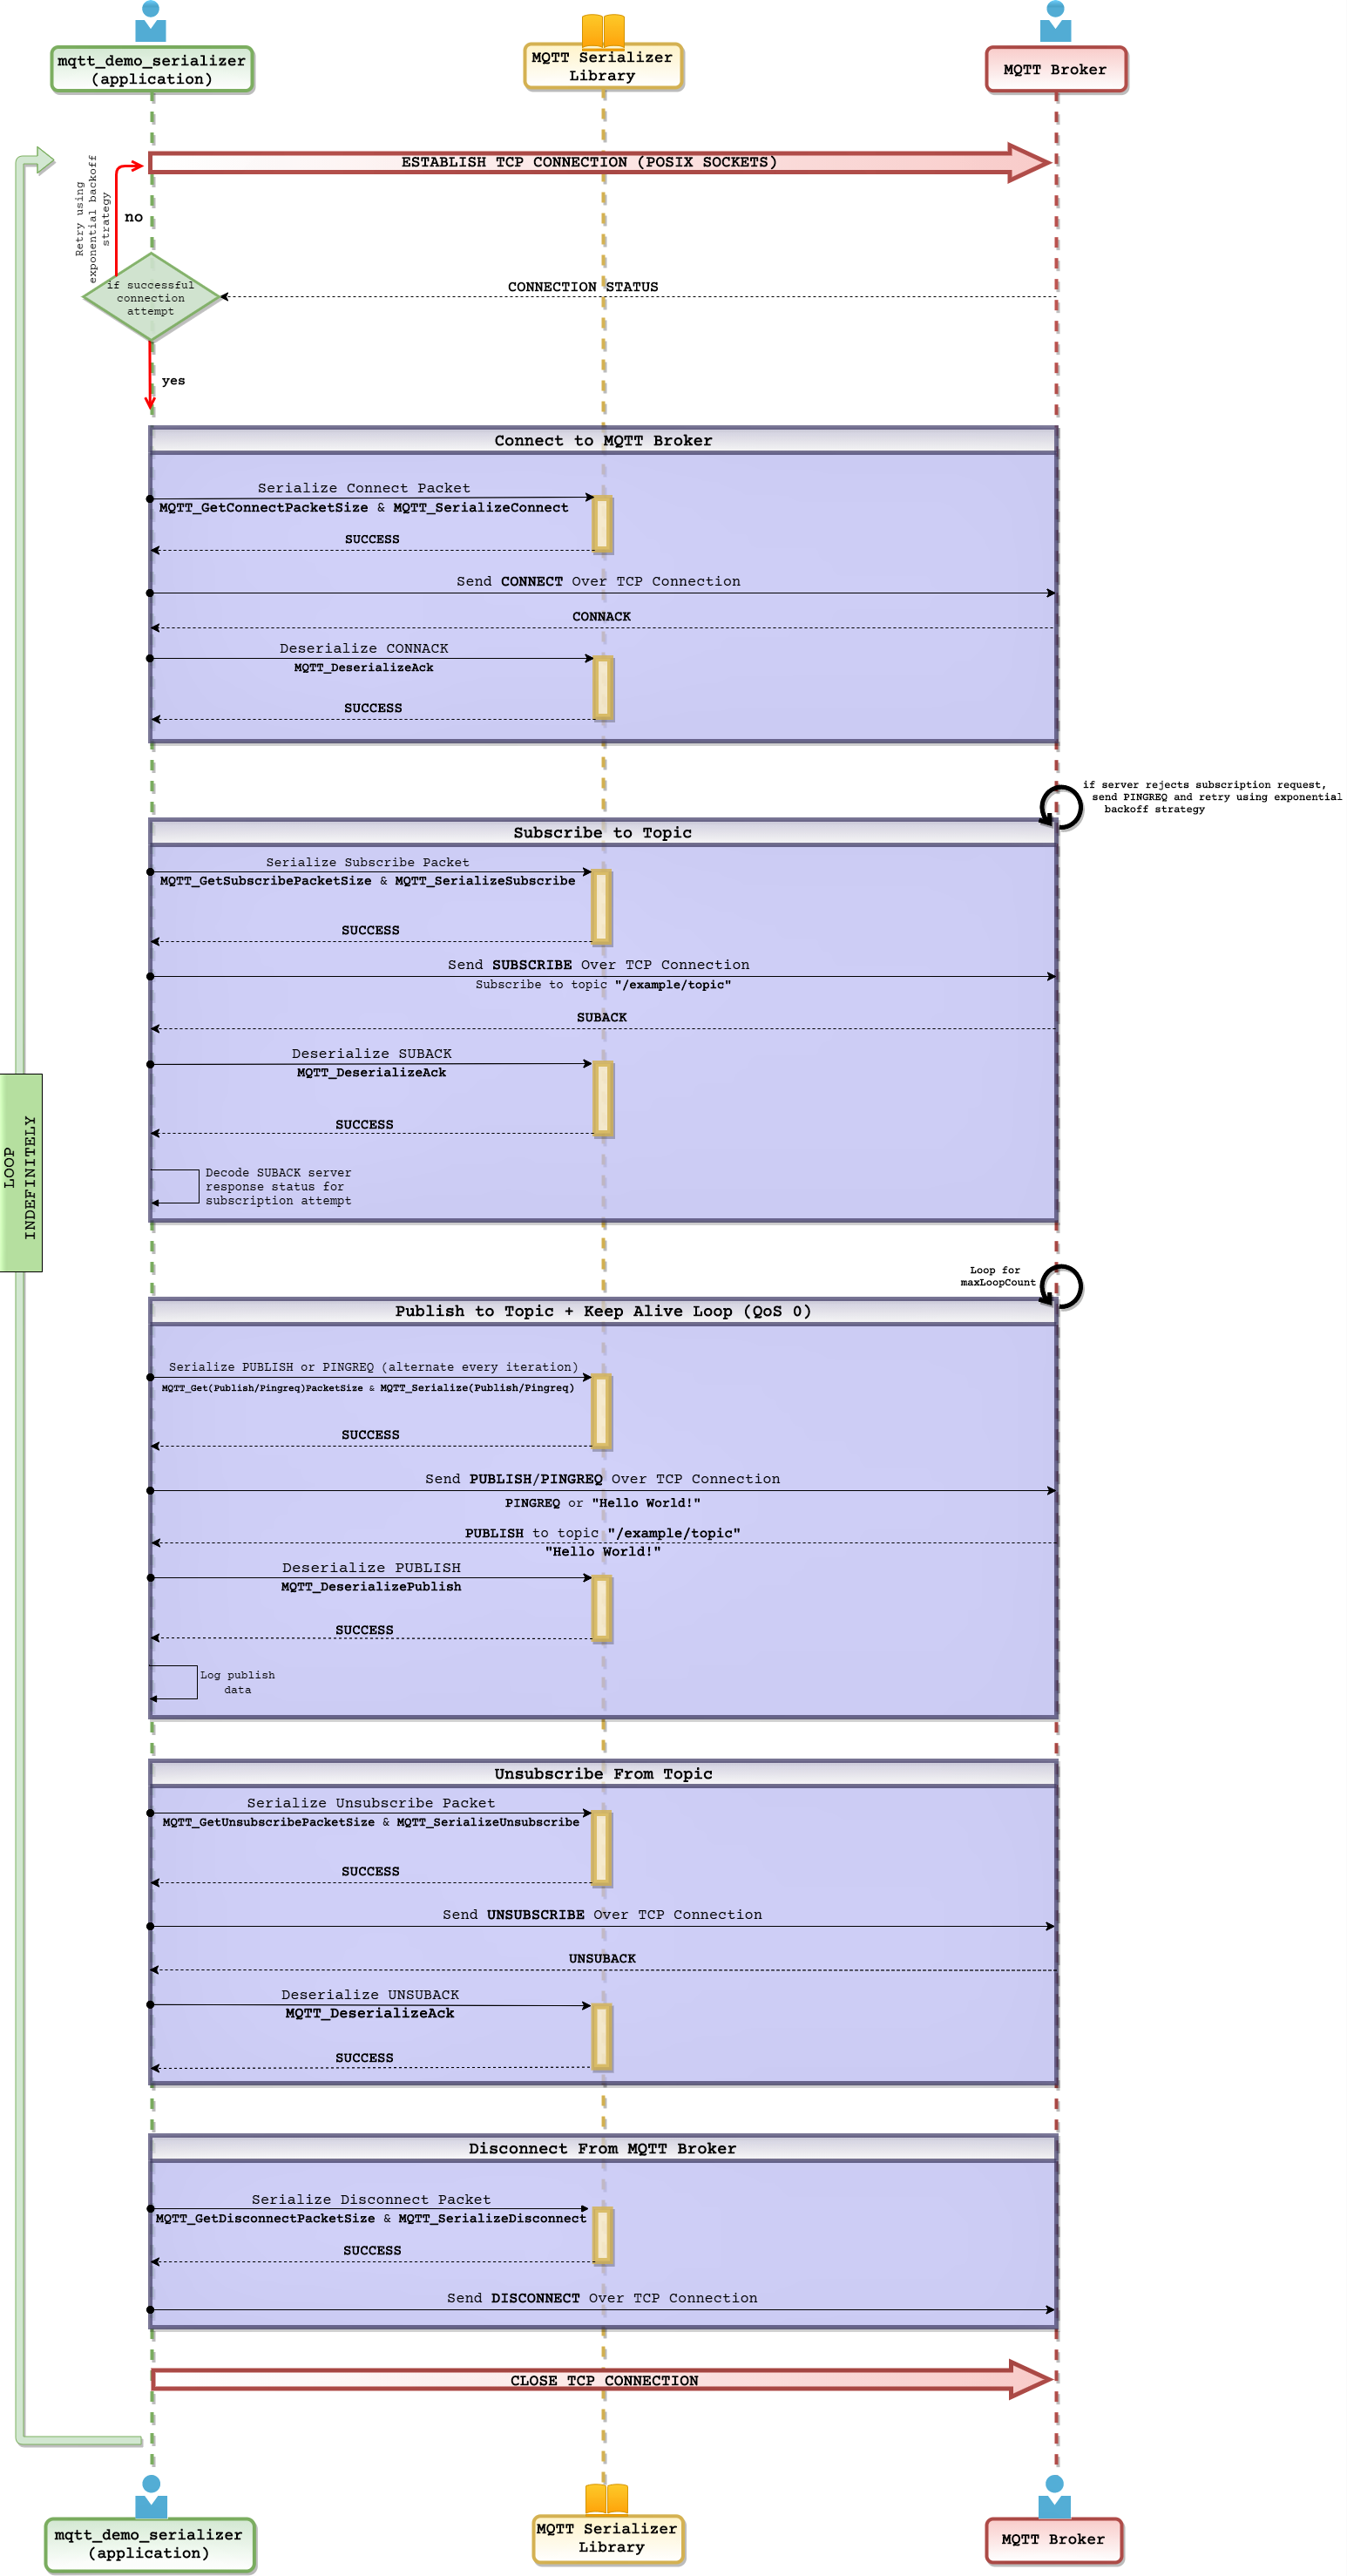 mqtt_demo_serializer
(application)
MQTT Serializer
Library
MQTT Broker
ESTABLISH TCP CONNECTION (POSIX SOCKETS)
Retry using
exponential backoff
strategy
no
if successful
connection
attempt
CONNECTION STATUS
yes
Connect to MQTT Broker
Serialize Connect Packet
MQTT_GetConnectPacketSize & MQTT_SerializeConnect
SUCCESS
Send CONNECT Over TCP Connection
CONNACK
Deserialize CONNACK
MQTT_DeserializeAck
SUCCESS
if server rejects subscription request,
send PINGREQ and retry using exponential
backoff strategy
Subscribe to Topic
Serialize Subscribe Packet
MQTT_GetSubscribePacketSize & MQTT_SerializeSubscribe
SUCCESS
Send SUBSCRIBE Over TCP Connection
Subscribe to topic "/example/topic"
SUBACK
Deserialize SUBACK
MQTT_DeserializeAck
SUCCESS
Decode SUBACK server
response status for
subscription attempt
LOOP
INDEFINITELY
Loop for
maxLoopCount
Publish to Topic + Keep Alive Loop (QoS 0)
Serialize PUBLISH or PINGREQ (alternate every iteration)
MQTT_Get(Publish/Pingreq)PacketSize & MQTT_Serialize(Publish/Pingreq)
SUCCESS
Send PUBLISH/PINGREQ Over TCP Connection
PINGREQ or "Hello World!"
PUBLISH to topic "/example/topic"
"Hello World!"
Deserialize PUBLISH
MQTT_DeserializePublish
SUCCESS
Log publish
data
Unsubscribe From Topic
Serialize Unsubscribe Packet
MQTT_GetUnsubscribePacketSize & MQTT_SerializeUnsubscribe
SUCCESS
Send UNSUBSCRIBE Over TCP Connection
UNSUBACK
Deserialize UNSUBACK
MQTT_DeserializeAck
SUCCESS
Disconnect From MQTT Broker
Serialize Disconnect Packet
MQTT_GetDisconnectPacketSize & MQTT_SerializeDisconnect
SUCCESS
Send DISCONNECT Over TCP Connection
CLOSE TCP CONNECTION
mqtt_demo_serializer
(application)
MQTT Serializer
Library
MQTT Broker